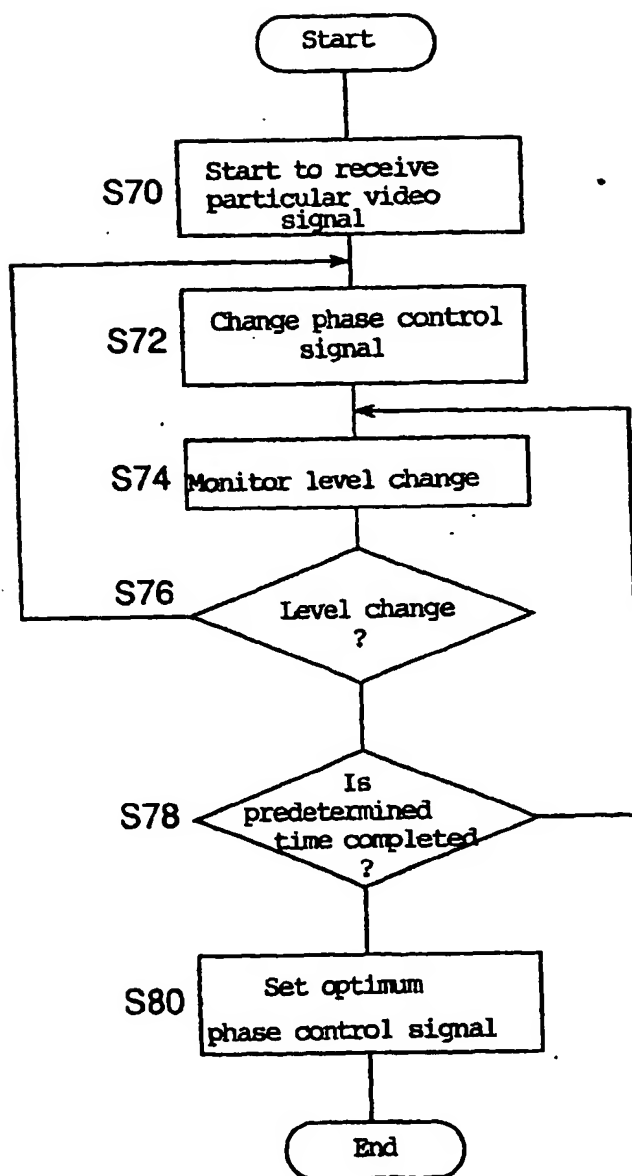 Start
S70
Start to receive
particular video
signal
S72
Change phase control
signal
S74
Monitor level change
S76
Level change
?
S78
Is
predetermined
time completed
?
S80
Set optimum
phase control signal
End